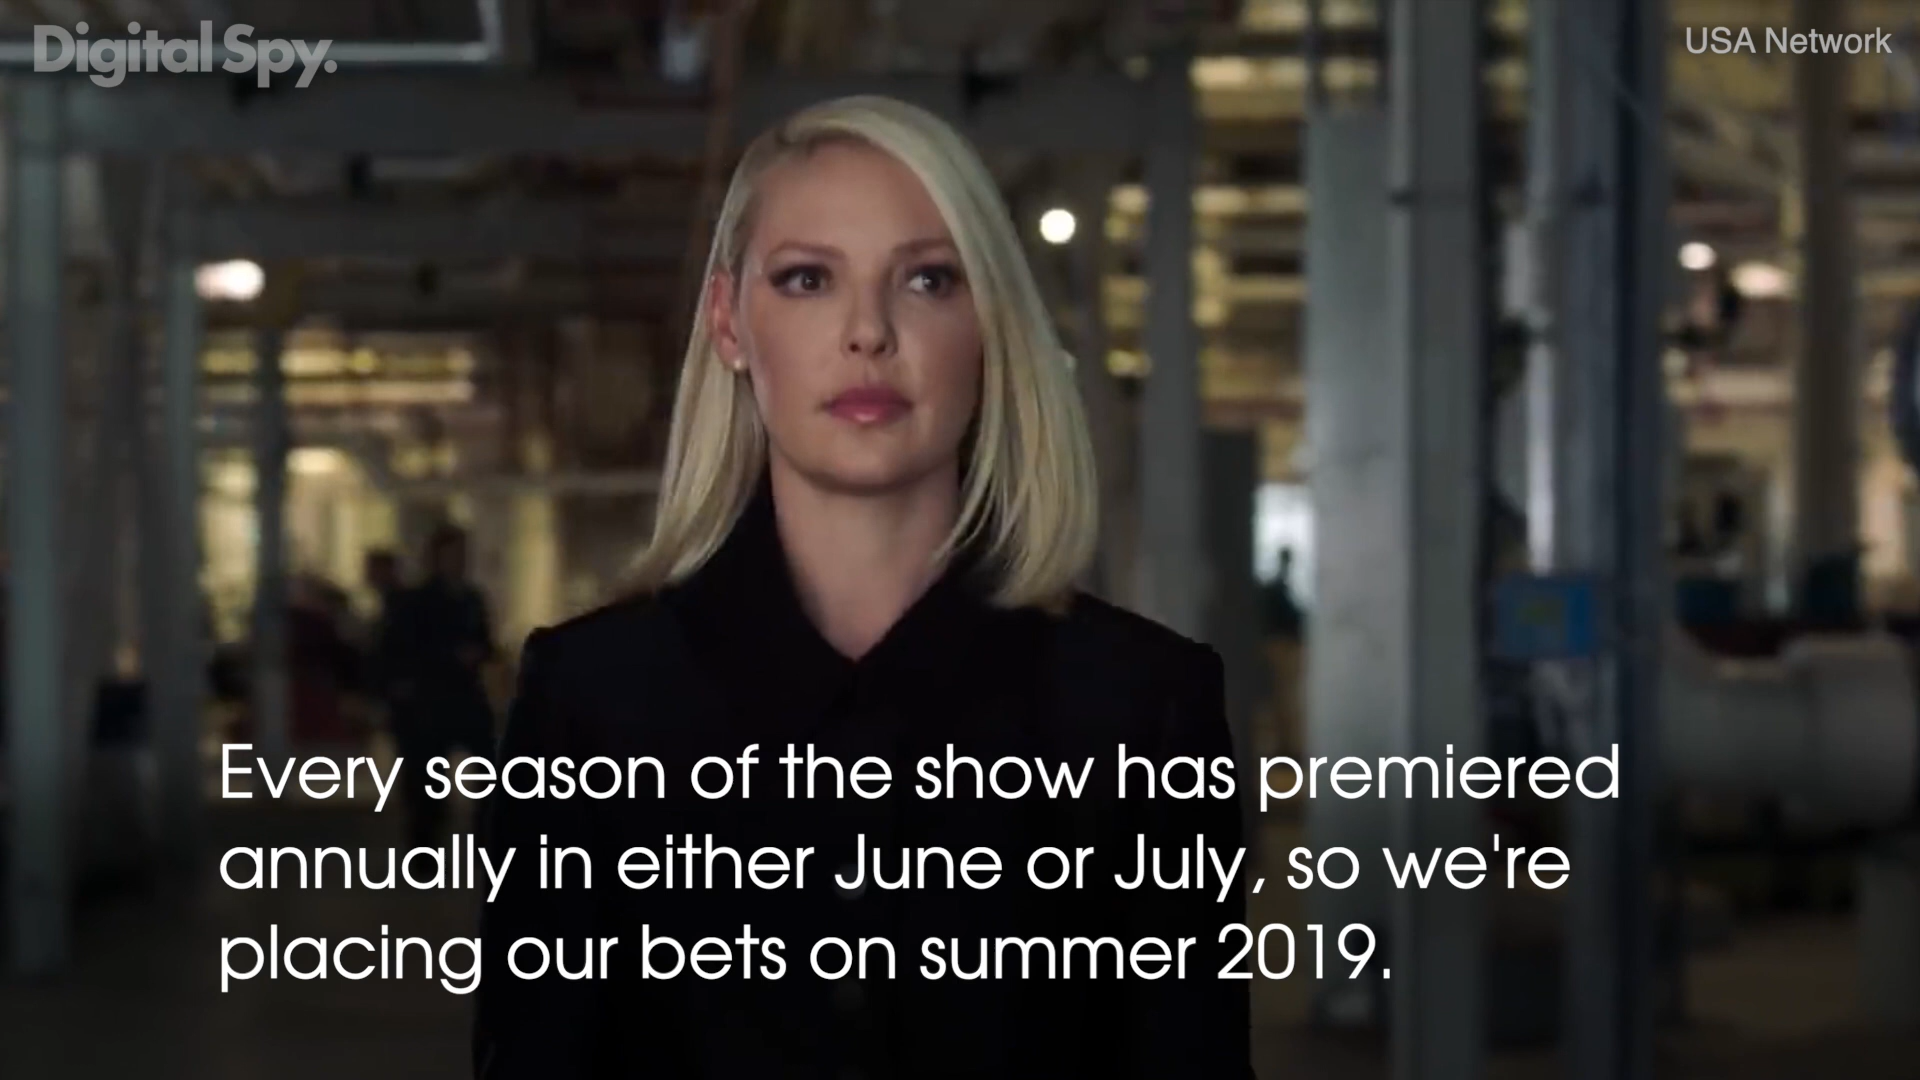 Digital Spy.
USA Network
Every season of the show has premiered
annually in either June or July, so we're
placing our bets on summer 2019.